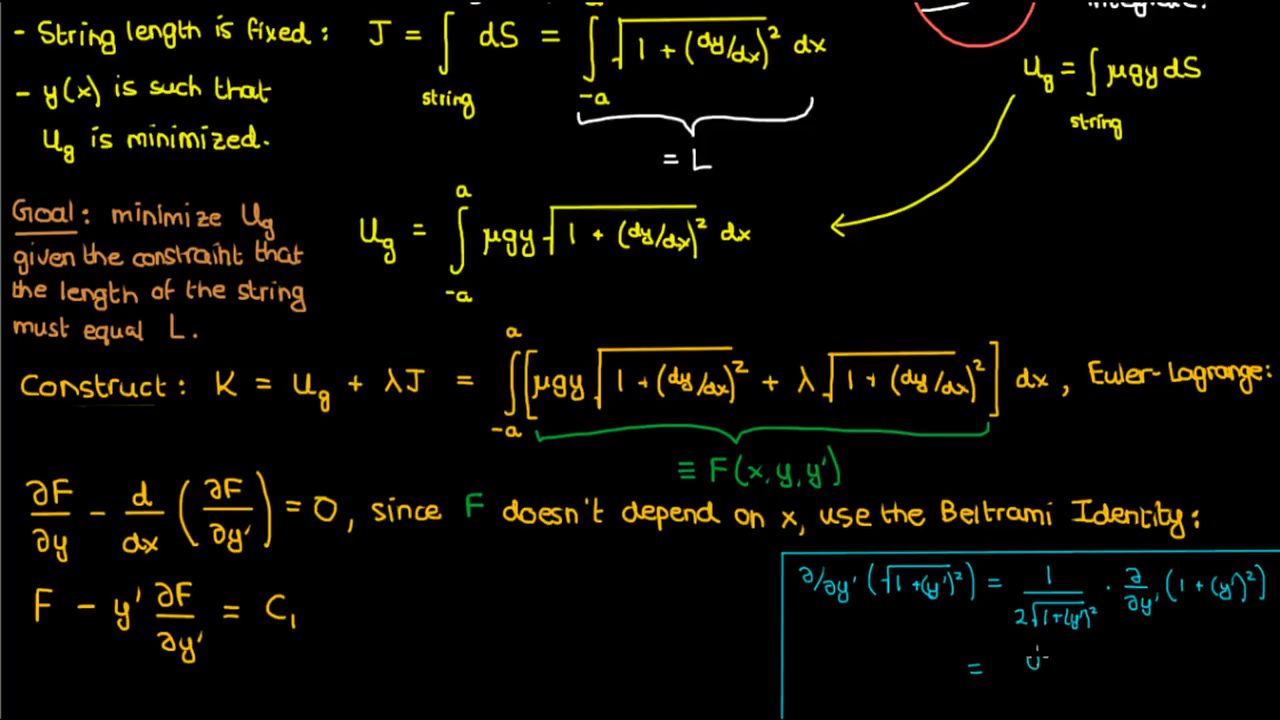 integral.
- String length is fixed: J = ∫_string dS = ∫_{-a}^{a} √(1 + (dy/dx)²) dx
= L
- y(x) is such that
U_g is minimized.
U_g = ∫_string μgy dS
Goal: minimize U_g
given the constraint that
the length of the string
must equal L.
U_g = ∫_{-a}^{a} μgy √(1 + (dy/dx)²) dx
Construct: K = U_g + λJ = ∫_{-a}^{a} [μgy √(1 + (dy/dx)²) + λ √(1 + (dy/dx)²)] dx, Euler-Lagrange:
≡ F(x, y, y')
∂F/∂y - d/dx (∂F/∂y') = 0, since F doesn't depend on x, use the Beltrami Identity:
F - y' ∂F/∂y' = C₁
∂/∂y' (√(1+(y')²)) = 1/(2√(1+(y')²)) · ∂/∂y' (1 + (y')²)
=